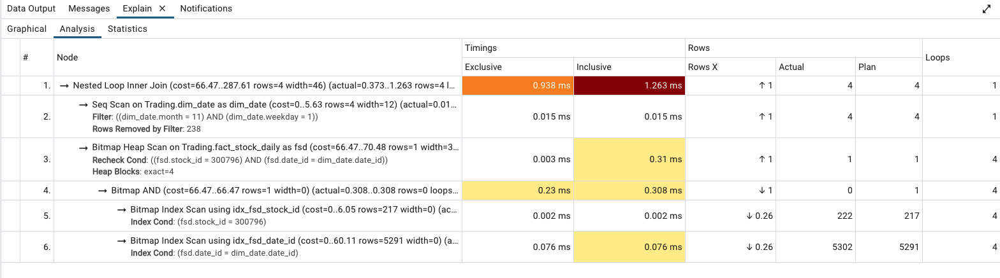 Data Output Messages Explain × Notifications
Graphical Analysis Statistics
# Node Timings Rows Loops
Exclusive Inclusive Rows X Actual Plan
1. → Nested Loop Inner Join (cost=66.47..287.61 rows=4 width=46) (actual=0.373..1.263 rows=4 l... 0.938 ms 1.263 ms ↑ 1 4 4 1
2. → Seq Scan on Trading.dim_date as dim_date (cost=0..5.63 rows=4 width=12) (actual=0.01... 0.015 ms 0.015 ms ↑ 1 4 4 1
Filter: ((dim_date.month = 11) AND (dim_date.weekday = 1))
Rows Removed by Filter: 238
3. → Bitmap Heap Scan on Trading.fact_stock_daily as fsd (cost=66.47..70.48 rows=1 width=3... 0.003 ms 0.31 ms ↑ 1 1 1 4
Recheck Cond: ((fsd.stock_id = 300796) AND (fsd.date_id = dim_date.date_id))
Heap Blocks: exact=4
4. → Bitmap AND (cost=66.47..66.47 rows=1 width=0) (actual=0.308..0.308 rows=0 loops... 0.23 ms 0.308 ms ↓ 1 0 1 4
5. → Bitmap Index Scan using idx_fsd_stock_id (cost=0..6.05 rows=217 width=0) (ac... 0.002 ms 0.002 ms ↓ 0.26 222 217 4
Index Cond: (fsd.stock_id = 300796)
6. → Bitmap Index Scan using idx_fsd_date_id (cost=0..60.11 rows=5291 width=0) (a... 0.076 ms 0.076 ms ↓ 0.26 5302 5291 4
Index Cond: (fsd.date_id = dim_date.date_id)